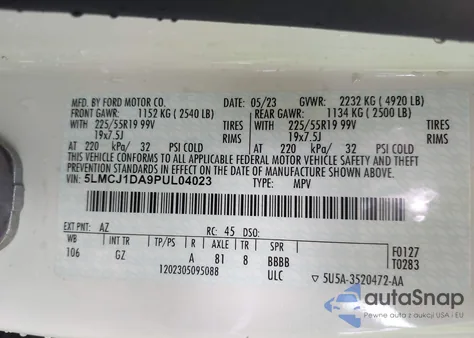 MFD. BY FORD MOTOR CO. DATE: 05/23 GVWR: 2232 KG ( 4920 LB)
FRONT GAWR: 1152 KG ( 2540 LB) REAR GAWR: 1134 KG ( 2500 LB)
WITH 225/55R19 99V TIRES WITH 225/55R19 99V TIRES
19x7.5J RIMS 19x7.5J RIMS
AT 220 kPa/ 32 PSI COLD AT 220 kPa/ 32 PSI COLD
THIS VEHICLE CONFORMS TO ALL APPLICABLE FEDERAL MOTOR VEHICLE SAFETY AND THEFT
PREVENTION STANDARDS IN EFFECT ON THE DATE OF MANUFACTURE SHOWN ABOVE.
VIN: 5LMCJ1DA9PUL04023 TYPE: MPV
EXT PNT: AZ RC: 45 DSO:
WB INT TR TP/PS R AXLE TR SPR F0127
106 GZ A 81 8 BBBB T0283
1202305095088 ULC ▽ 5U5A-3520472-AA
autaSnap
USA - EU